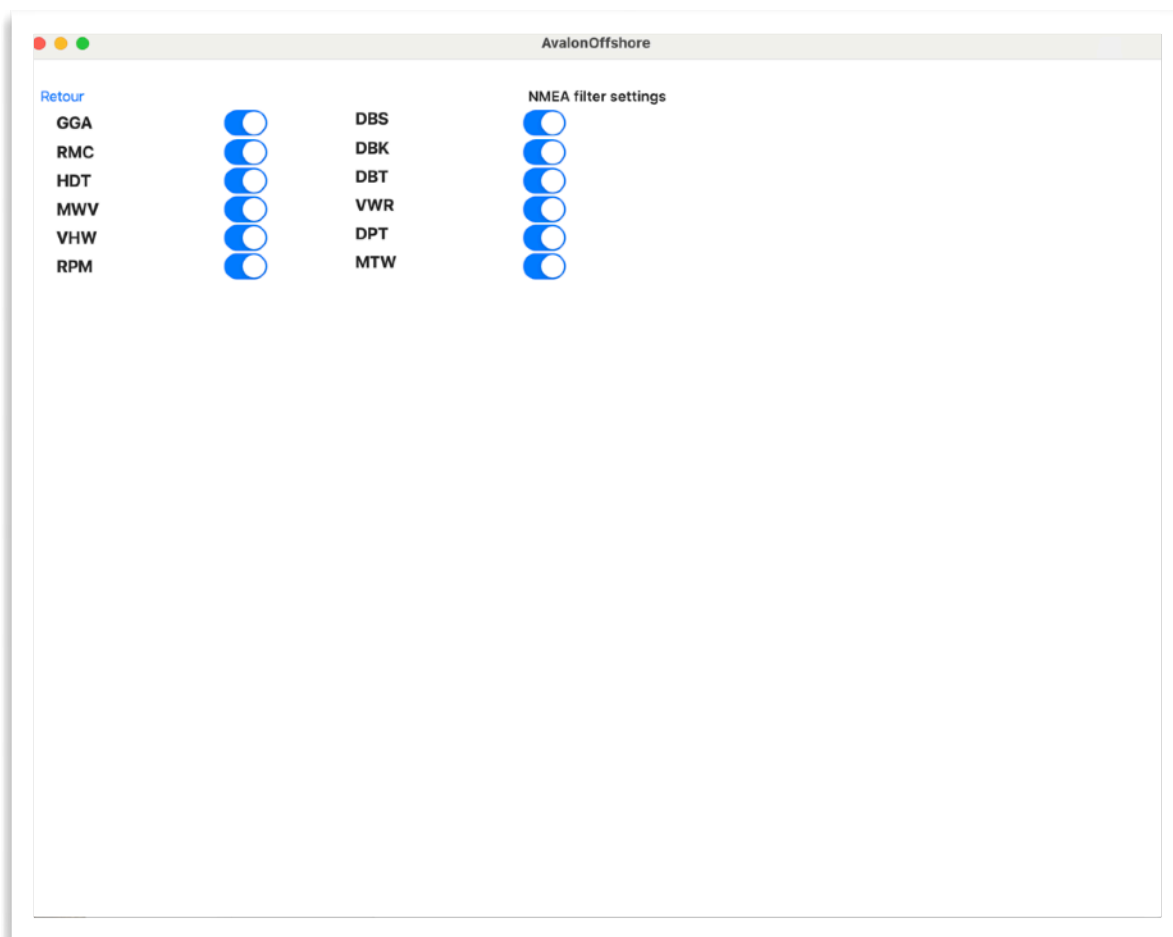 AvalonOffshore
Retour NMEA filter settings
GGA DBS
RMC DBK
HDT DBT
MWV VWR
VHW DPT
RPM MTW